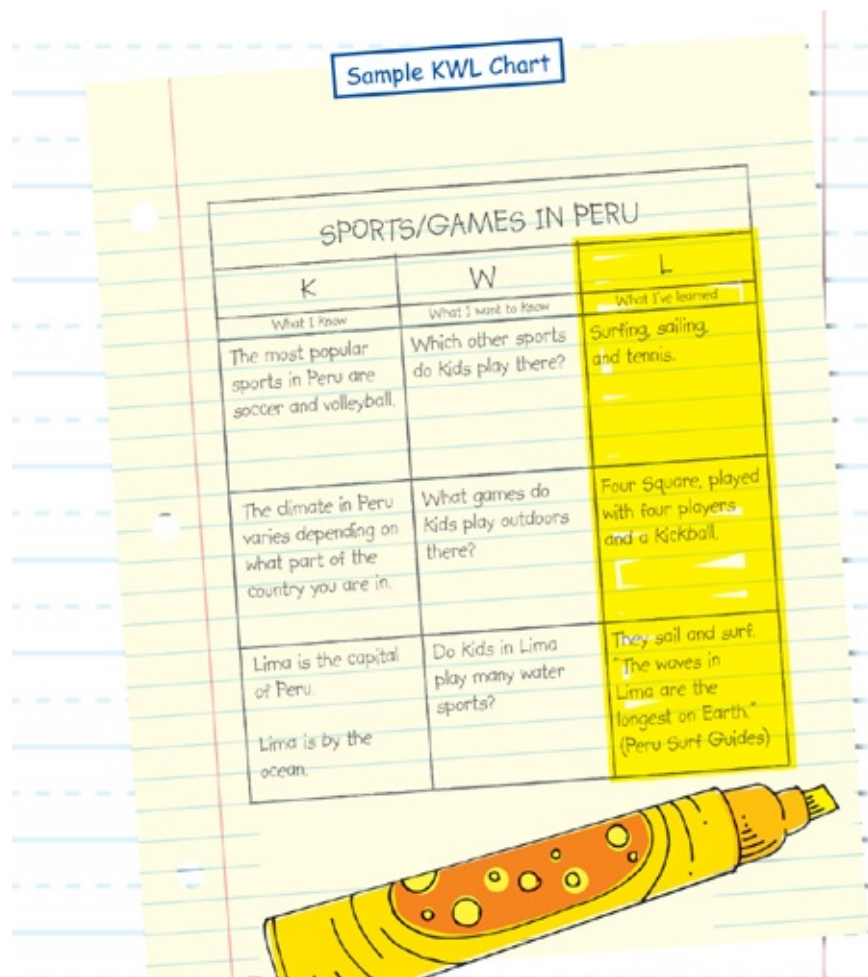 Sample KWL Chart
SPORTS/GAMES IN PERU
K
W
L
What I know
What I want to know
What I've learned
The most popular
sports in Peru are
soccer and volleyball.
Which other sports
do kids play there?
Surfing, sailing,
and tennis.
The climate in Peru
varies depending on
what part of the
country you are in.
What games do
kids play outdoors
there?
Four Square, played
with four players
and a kickball.
Lima is the capital
of Peru.
Lima is by the
ocean.
Do kids in Lima
play many water
sports?
They sail and surf.
"The waves in
Lima are the
longest on Earth."
(Peru Surf Guides)